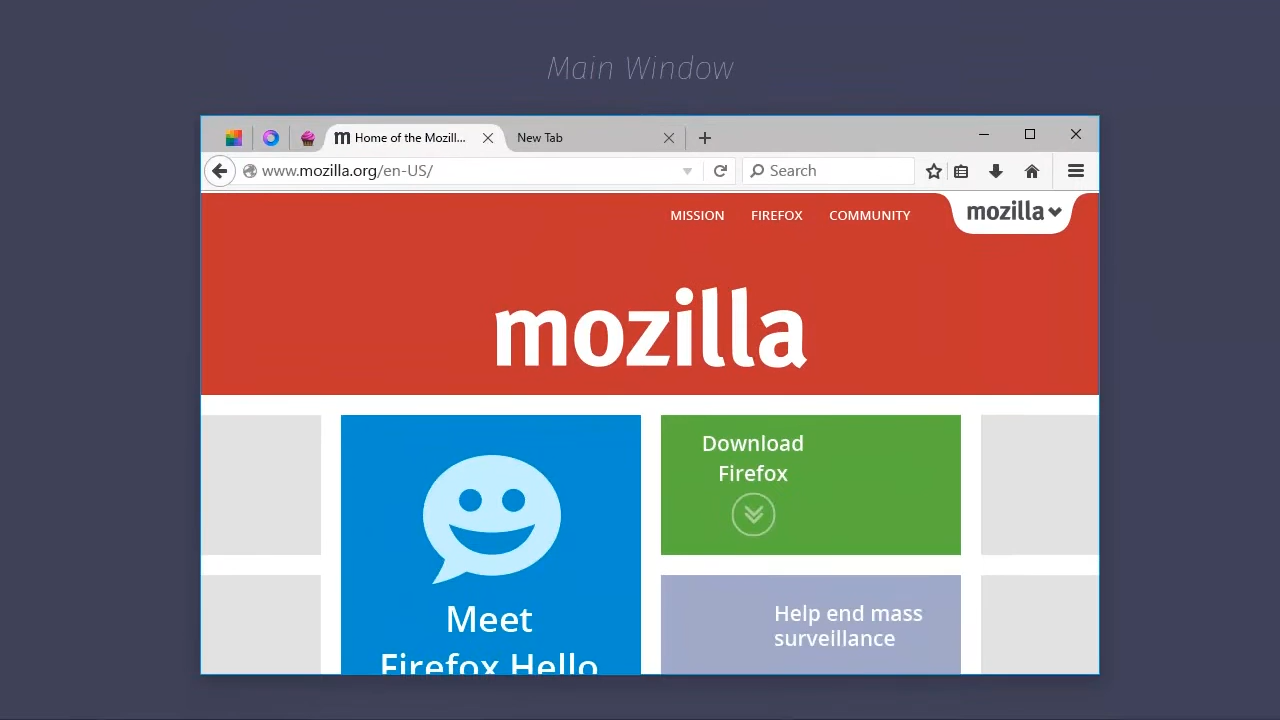 Main Window
m Home of the Mozill... New Tab
www.mozilla.org/en-US/ Search
MISSION FIREFOX COMMUNITY mozilla
mozilla
Download
Firefox
Meet
Firefox Hello
Help end mass
surveillance